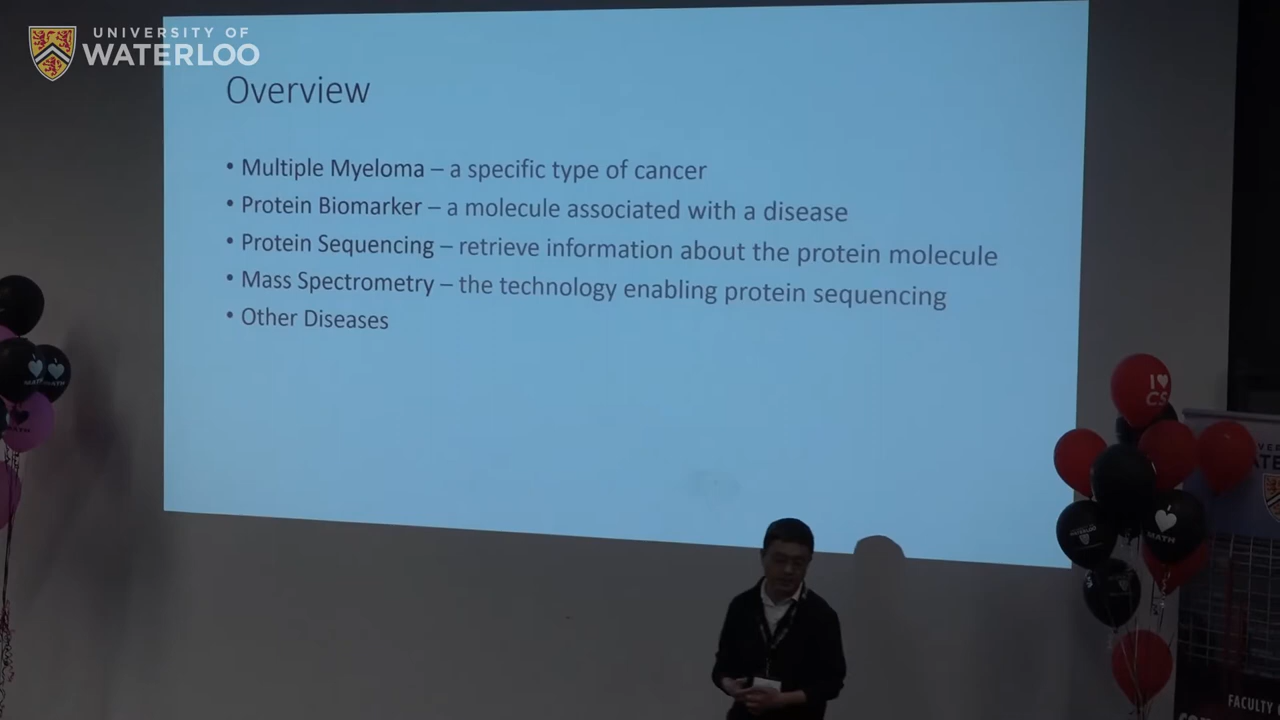 UNIVERSITY OF
WATERLOO
Overview
• Multiple Myeloma – a specific type of cancer
• Protein Biomarker – a molecule associated with a disease
• Protein Sequencing – retrieve information about the protein molecule
• Mass Spectrometry – the technology enabling protein sequencing
• Other Diseases
I
CS
MATH
FACULTY